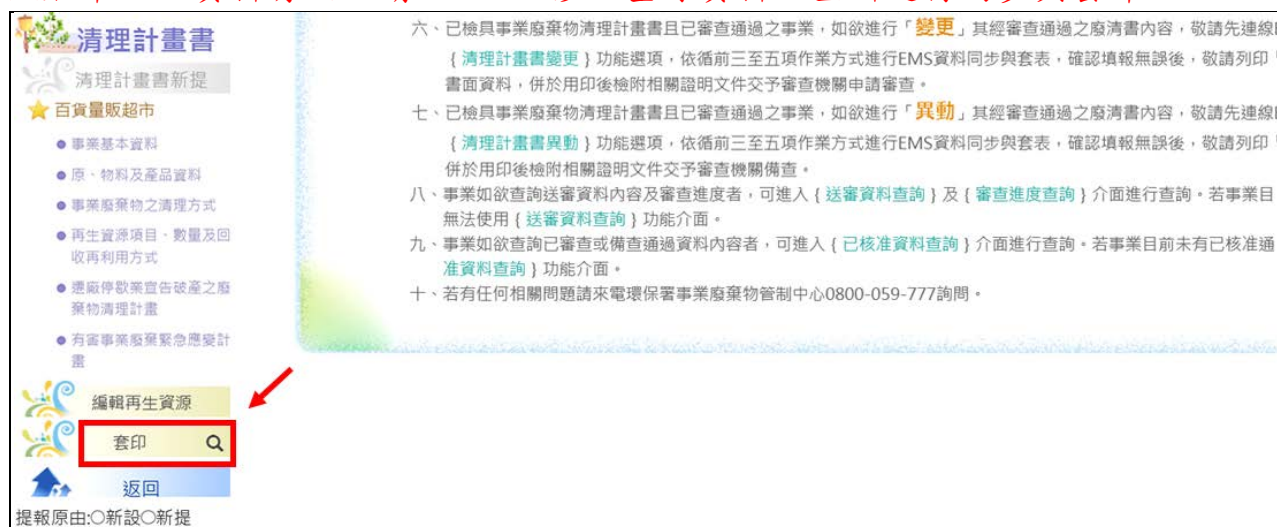 清理計畫書
清理計畫書新提
百貨量販超市
事業基本資料
原、物料及產品資料
事業廢棄物之清理方式
再生資源項目、數量及回
收再利用方式
遷廠停歇業宣告破產之廢
棄物清理計畫
有害事業廢棄緊急應變計
畫
編輯再生資源
套印
返回
提報原由:○新設○新提
六、已檢具事業廢棄物清理計畫書且已審查通過之事業，如欲進行「變更」其經審查通過之廢清書內容，敬請先連線
{ 清理計畫書變更 } 功能選項，依循前三至五項作業方式進行EMS資料同步與套表，確認填報無誤後，敬請列印「
書面資料，併於用印後檢附相關證明文件交予審查機關申請審查。
七、已檢具事業廢棄物清理計畫書且已審查通過之事業，如欲進行「異動」其經審查通過之廢清書內容，敬請先連線
{ 清理計畫書異動 } 功能選項，依循前三至五項作業方式進行EMS資料同步與套表，確認填報無誤後，敬請列印「
併於用印後檢附相關證明文件交予審查機關備查。
八、事業如欲查詢送審資料內容及審查進度者，可進入 { 送審資料查詢 } 及 { 審查進度查詢 } 介面進行查詢。若事業目
無法使用 { 送審資料查詢 } 功能介面。
九、事業如欲查詢已審查或備查通過資料內容者，可進入 { 已核准資料查詢 } 介面進行查詢。若事業目前未有已核准通
准資料查詢 } 功能介面。
十、若有任何相關問題請來電環保署事業廢棄物管制中心0800-059-777詢問。